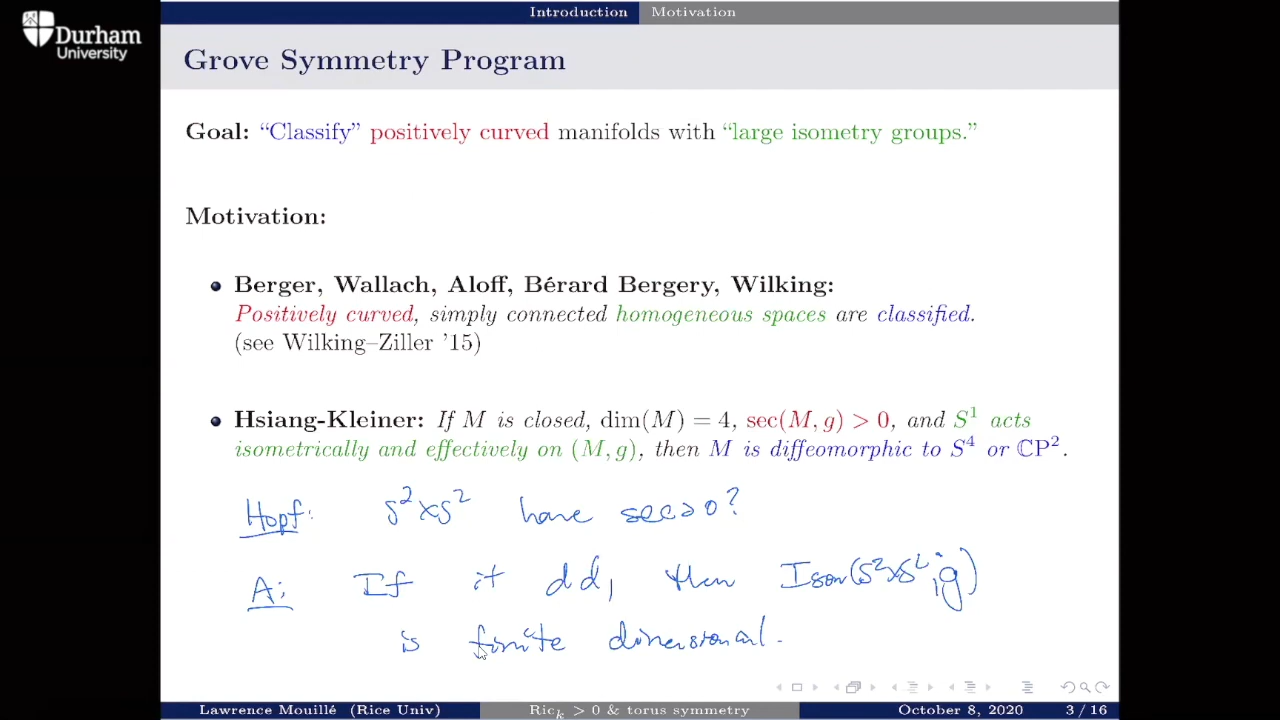 Durham
University
Introduction Motivation
Grove Symmetry Program
Goal: “Classify” positively curved manifolds with “large isometry groups.”
Motivation:
Berger, Wallach, Aloff, Bérard Bergery, Wilking:
Positively curved, simply connected homogeneous spaces are classified.
(see Wilking–Ziller ’15)
Hsiang-Kleiner: If M is closed, dim(M) = 4, sec(M, g) > 0, and S¹ acts
isometrically and effectively on (M, g), then M is diffeomorphic to S⁴ or ℂP².
Hopf: S²×S² have sec>0?
A: If it did, then Isom(S²×S², g)
is finite dimensional.
Lawrence Mouillé (Rice Univ) Ricₖ > 0 & torus symmetry October 8, 2020 3 / 16